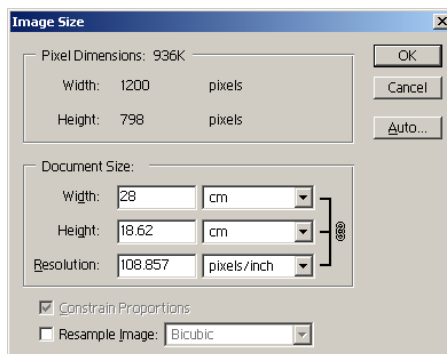 Image Size
Pixel Dimensions: 936K
Width: 1200 pixels
Height: 798 pixels
OK
Cancel
Auto...
Document Size:
Width: 28 cm
Height: 18.62 cm
Resolution: 108.857 pixels/inch
Constrain Proportions
Resample Image: Bicubic